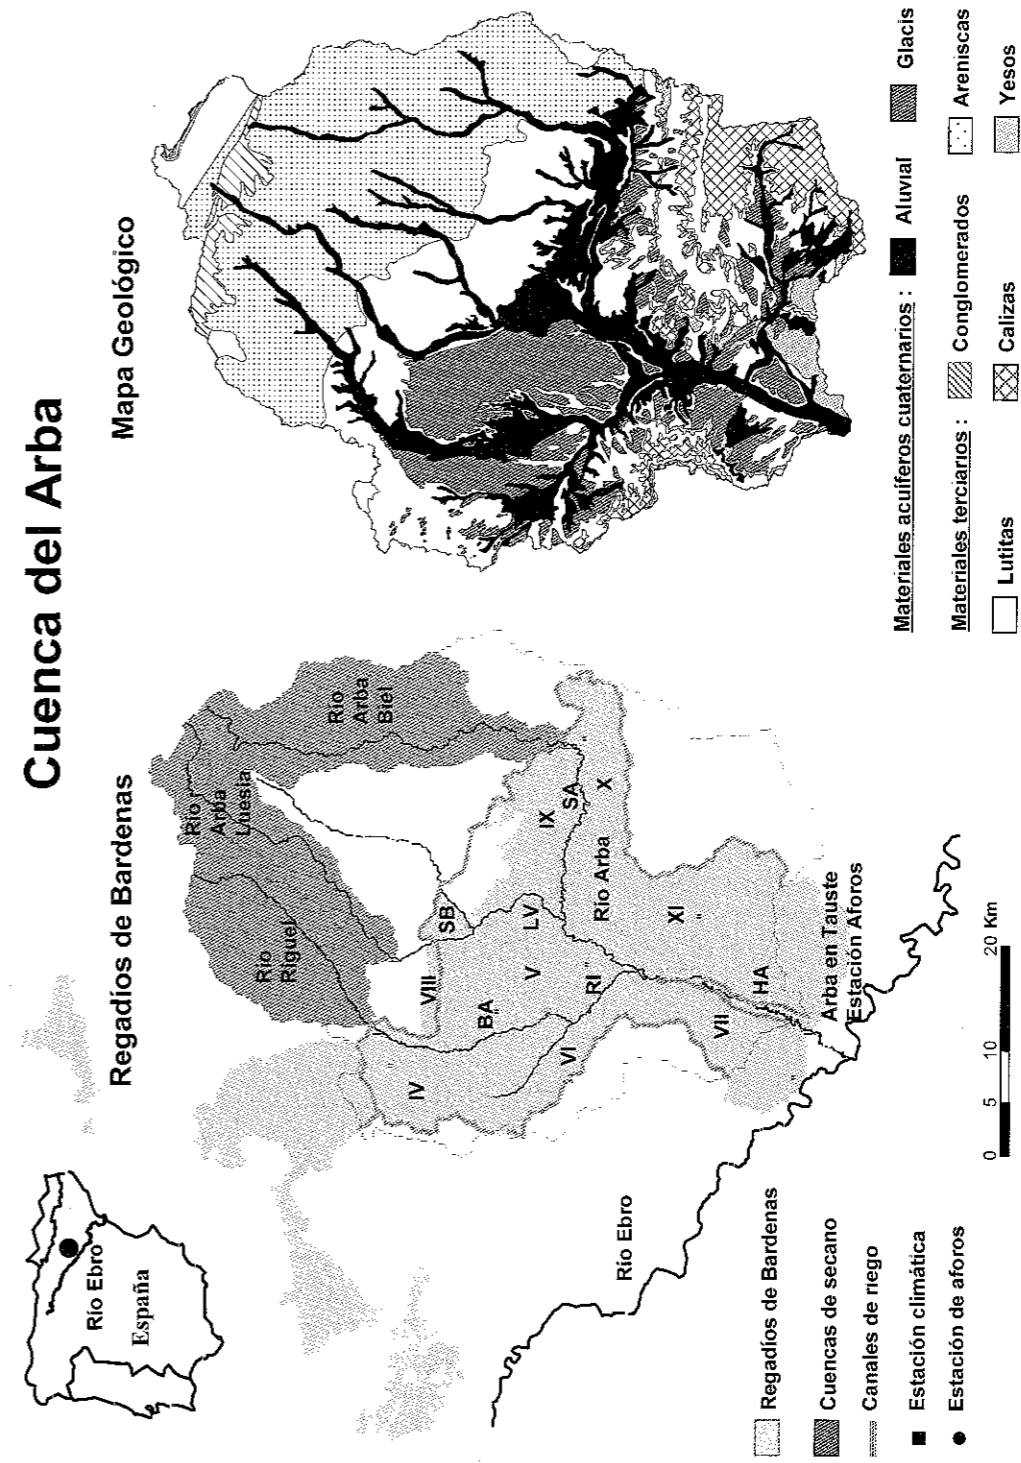 Cuenca del Arba
Regadíos de Bardenas
Mapa Geológico
Río Ebro
España
Río
Riguel
Río
Arba
Luesia
Río
Arba
Biel
IV
VIII
SB
BA
V
LV
IX
SA
X
VI
RI
Río Arba
XI
VII
HA
Río Ebro
Arba en Tauste
Estación Aforos
0
5
10
20 Km
Regadíos de Bardenas
Cuencas de secano
Canales de riego
Estación climática
Estación de aforos
Materiales acuíferos cuaternarios :
Aluvial
Glacis
Materiales terciarios :
Conglomerados
Areniscas
Lutitas
Calizas
Yesos